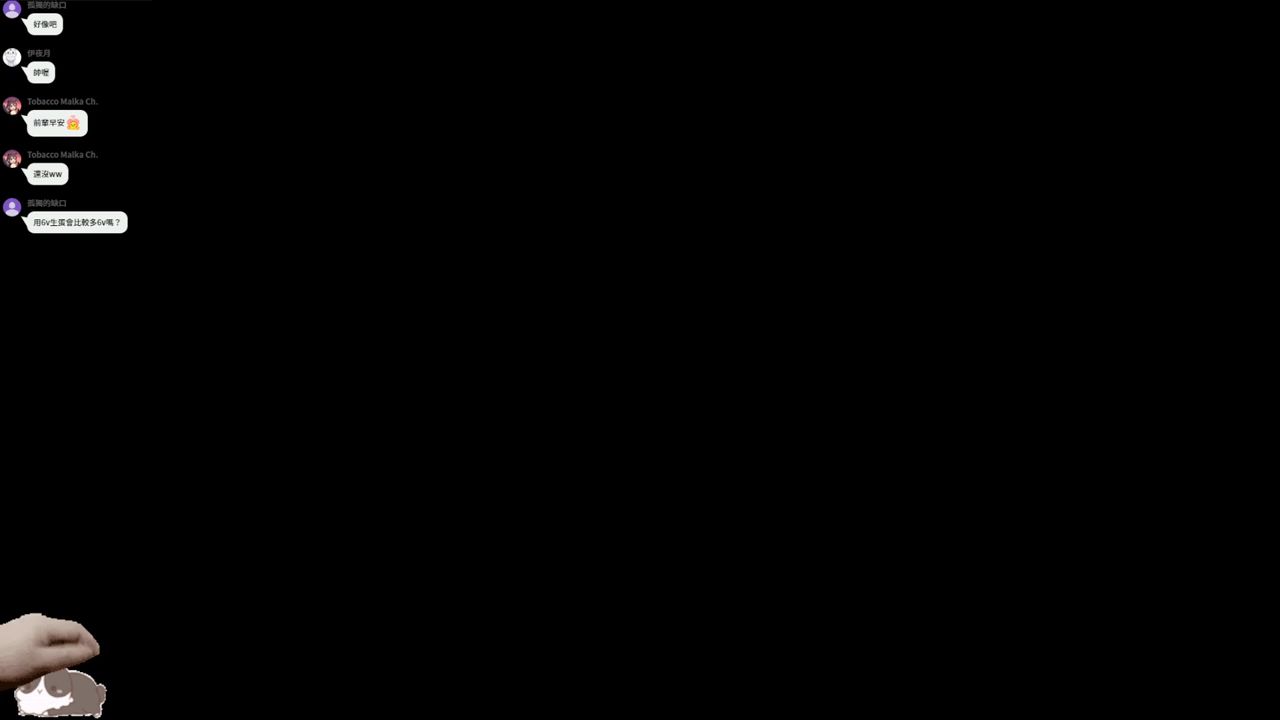 孤獨的缺口
好像吧
伊夜月
帥喔
Tobacco Malka Ch.
前輩早安
Tobacco Malka Ch.
還沒ww
孤獨的缺口
用6v生蛋會比較多6v嗎？